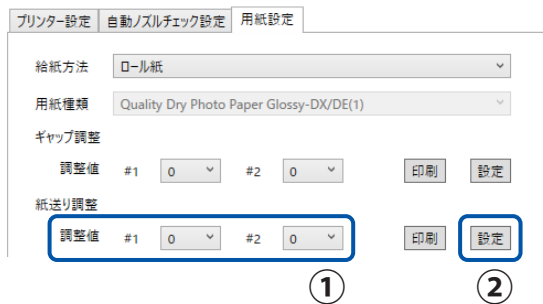 プリンター設定 自動ノズルチェック設定 用紙設定
給紙方法 ロール紙
用紙種類 Quality Dry Photo Paper Glossy-DX/DE(1)
ギャップ調整
調整値 #1 0 #2 0 印刷 設定
紙送り調整
調整値 #1 0 #2 0 印刷 設定
① ②